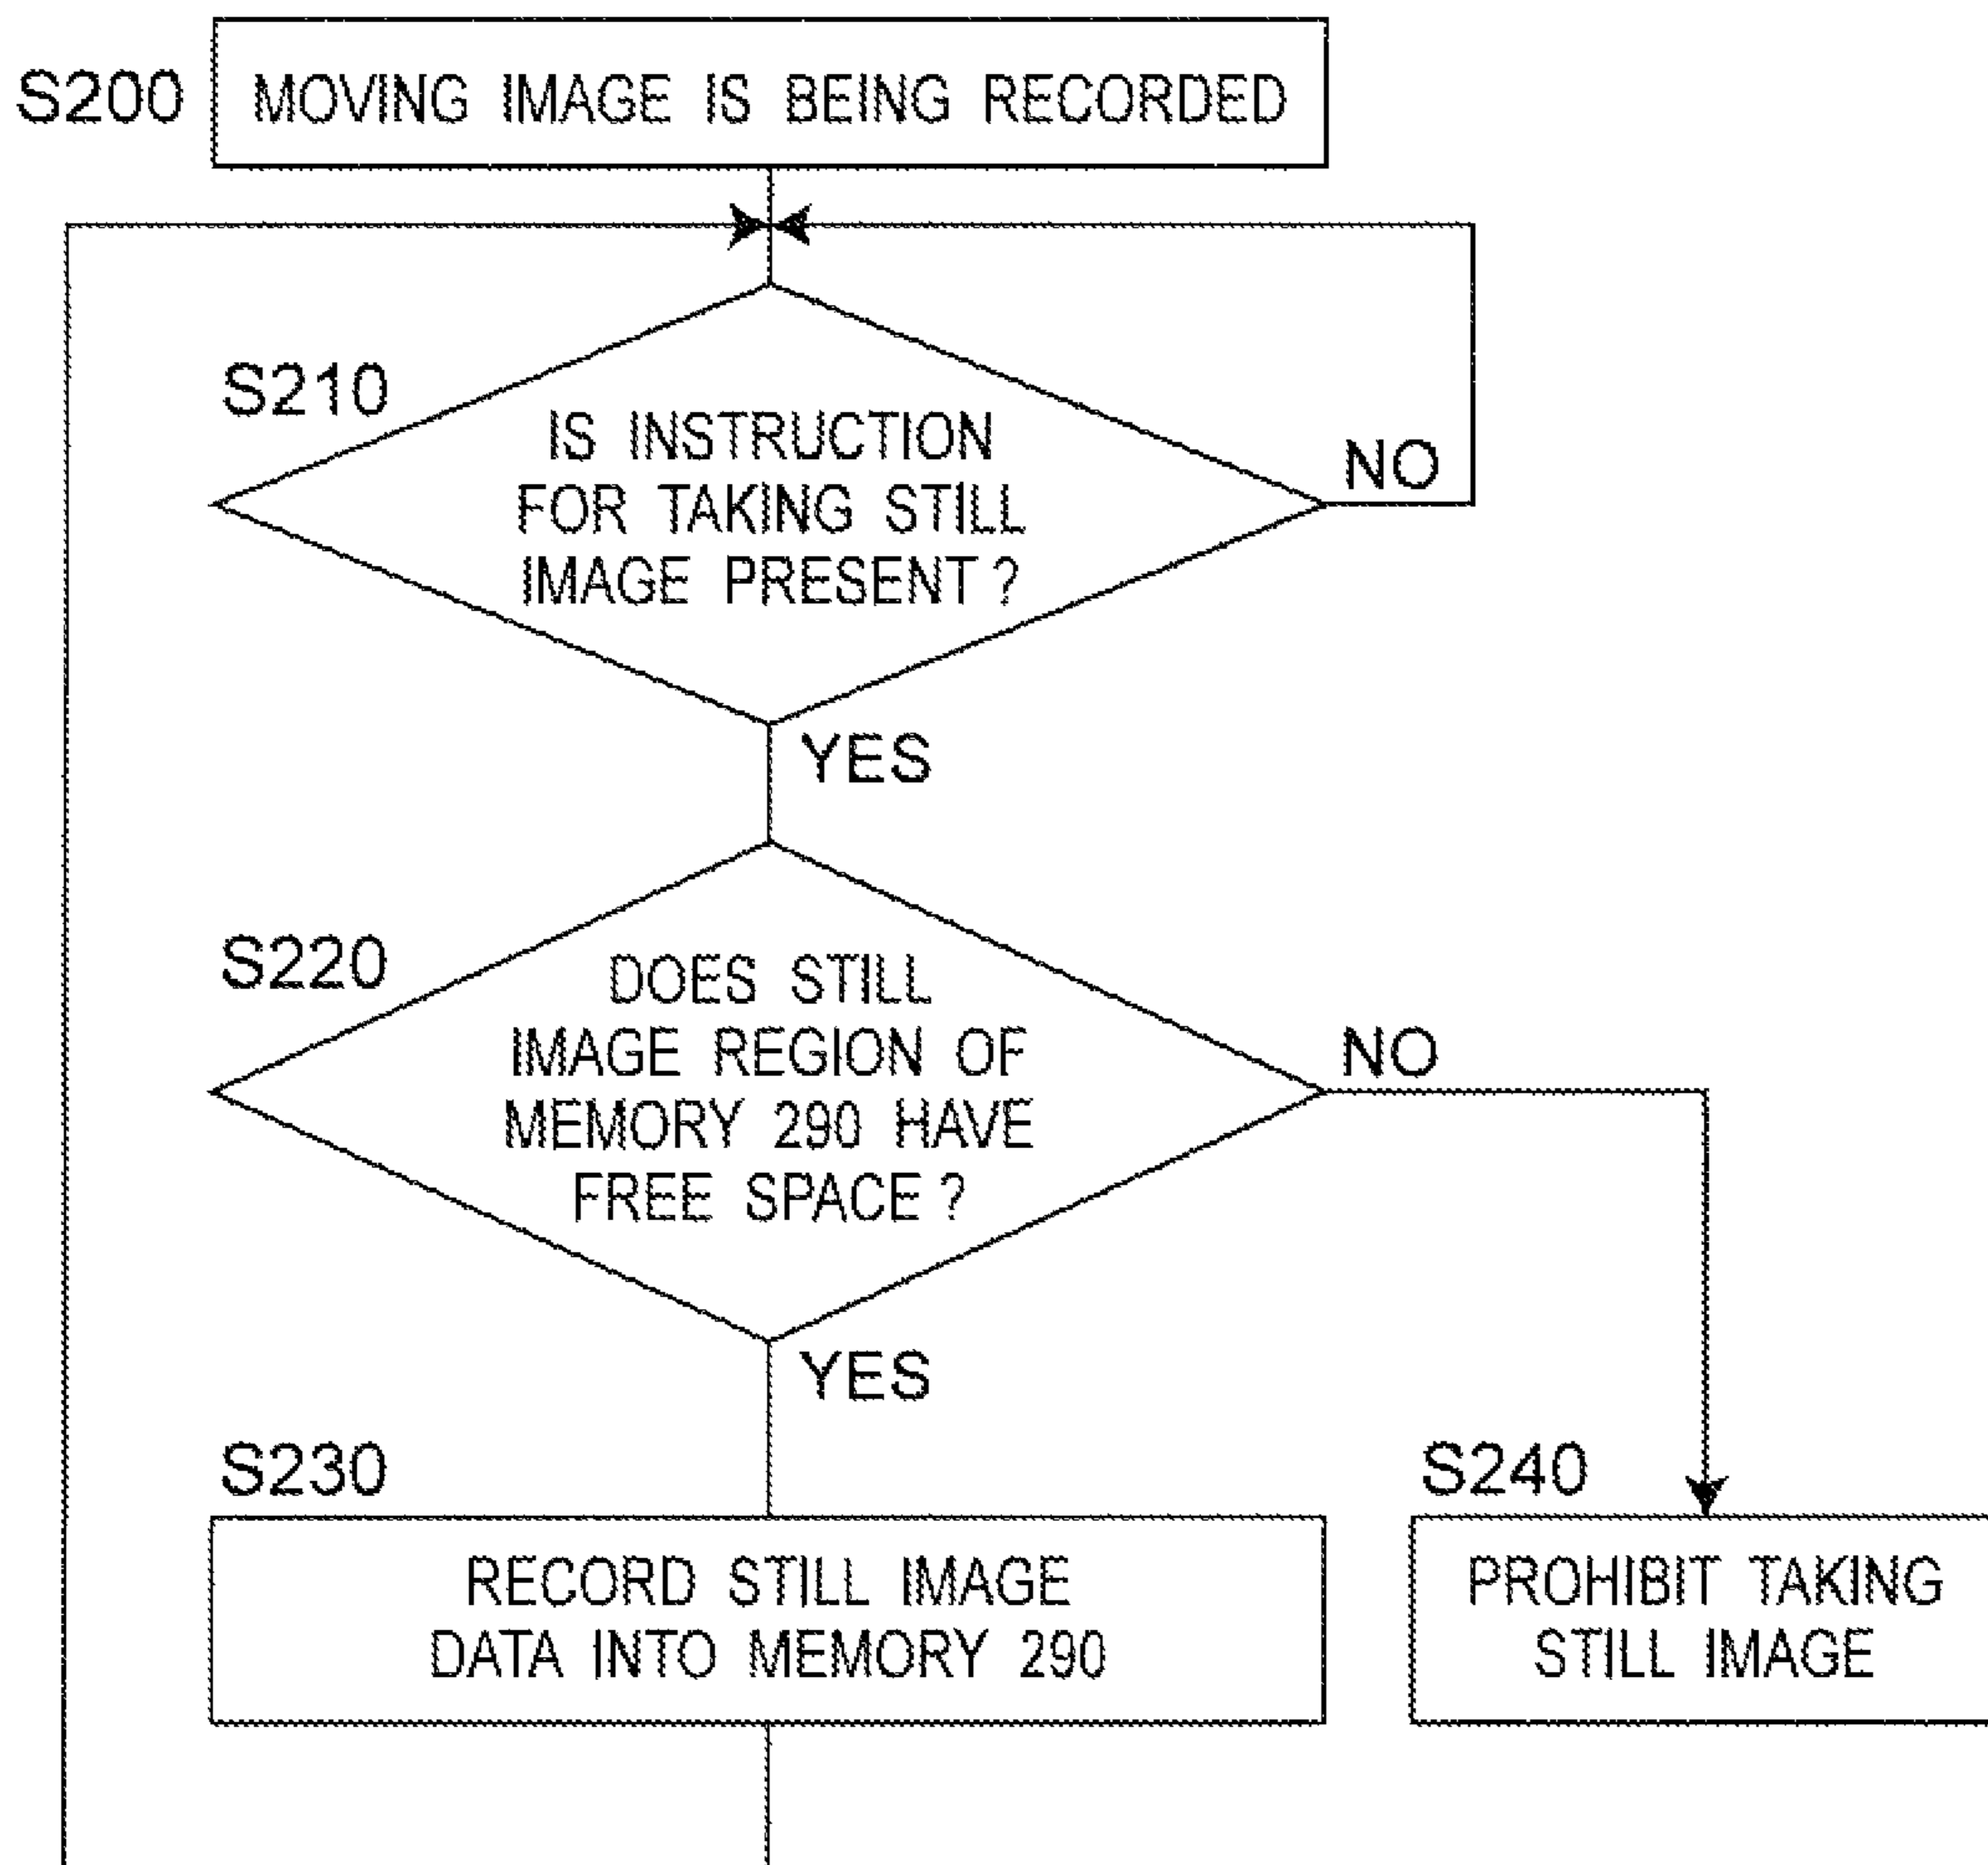 S200
MOVING IMAGE IS BEING RECORDED
S210
IS INSTRUCTION
FOR TAKING STILL
IMAGE PRESENT?
NO
YES
S220
DOES STILL
IMAGE REGION OF
MEMORY 290 HAVE
FREE SPACE?
NO
YES
S230
RECORD STILL IMAGE
DATA INTO MEMORY 290
S240
PROHIBIT TAKING
STILL IMAGE